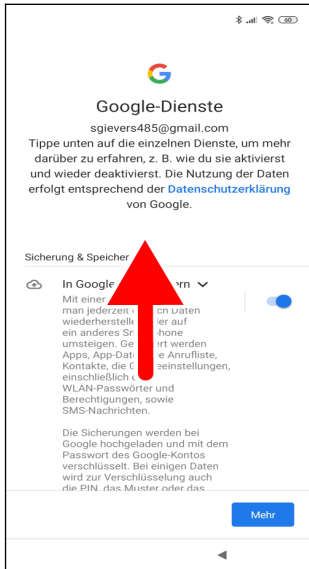 60
Google-Dienste
sgievers485@gmail.com
Tippe unten auf die einzelnen Dienste, um mehr
darüber zu erfahren, z. B. wie du sie aktivierst
und wieder deaktivierst. Die Nutzung der Daten
erfolgt entsprechend der Datenschutzerklärung
von Google.
Sicherung & Speicher
In Google
Mit einer
man jederzeit Daten
wiederherstelle der auf
ein anderes
umsteigen. werden
Apps, Anrufliste,
Kontakte, die
einschließlich
WLAN-Passwörter und
Berechtigungen, sowie
SMS-Nachrichten.
Die Sicherungen werden bei
Google hochgeladen und mit dem
Passwort des Google-Kontos
verschlüsselt. Bei einigen Daten
wird zur Verschlüsselung auch
die PIN, das Muster oder das
Mehr